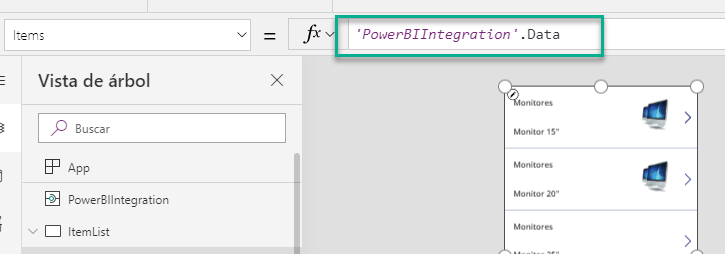 Items
=
fx
'PowerBIIntegration'.Data
Vista de árbol
Buscar
App
PowerBIIntegration
ItemList
Monitores
Monitor 15"
Monitores
Monitor 20"
Monitores